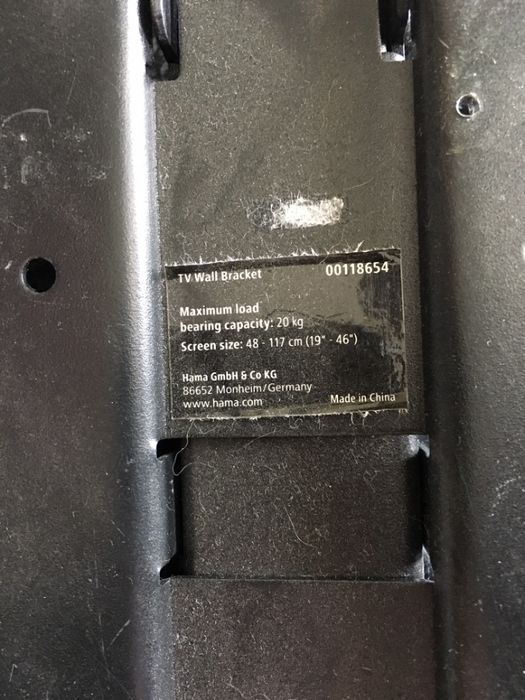 TV Wall Bracket 00118654
Maximum load
bearing capacity: 20 kg
Screen size: 48 - 117 cm (19" - 46")
Hama GmbH & Co KG
86652 Monheim/Germany
www.hama.com Made in China